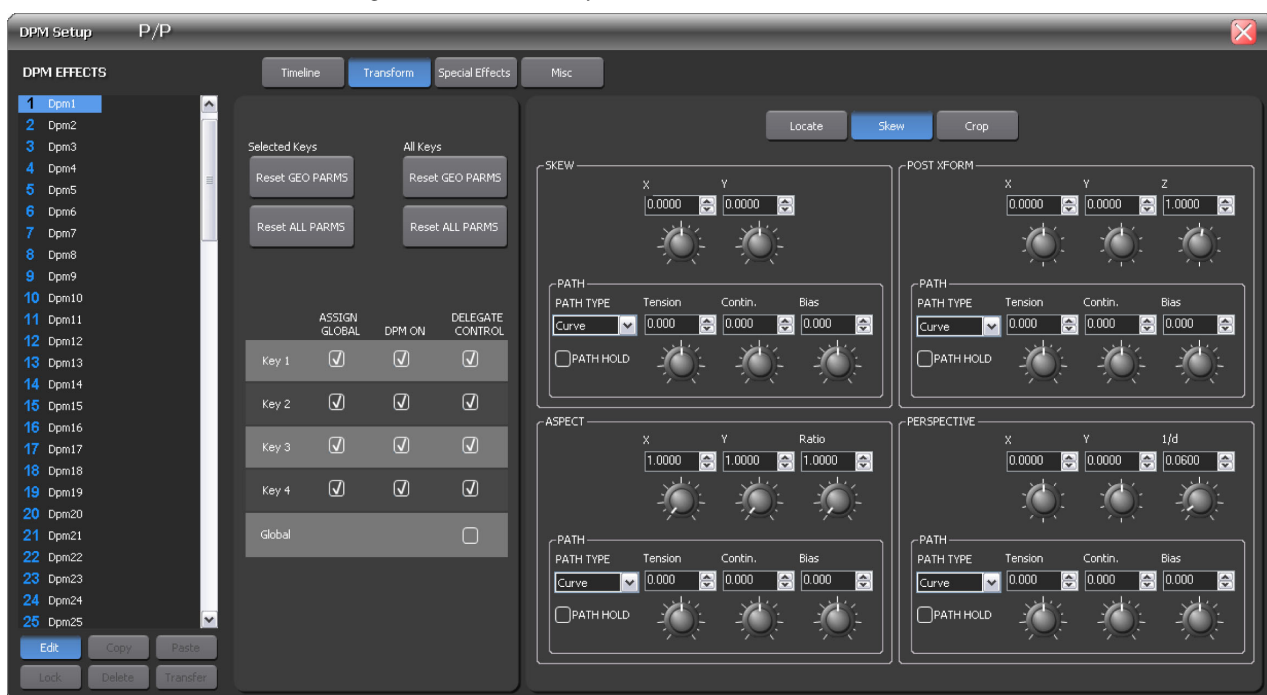 DPM Setup P/P
DPM EFFECTS
Timeline Transform Special Effects Misc
1 Dpm1
2 Dpm2
3 Dpm3
4 Dpm4
5 Dpm5
6 Dpm6
7 Dpm7
8 Dpm8
9 Dpm9
10 Dpm10
11 Dpm11
12 Dpm12
13 Dpm13
14 Dpm14
15 Dpm15
16 Dpm16
17 Dpm17
18 Dpm18
19 Dpm19
20 Dpm20
21 Dpm21
22 Dpm22
23 Dpm23
24 Dpm24
25 Dpm25
Edit Copy Paste
Lock Delete Transfer
Selected Keys All Keys
Reset GEO PARMS Reset GEO PARMS
Reset ALL PARMS Reset ALL PARMS
ASSIGN GLOBAL DPM ON DELEGATE CONTROL
Key 1
Key 2
Key 3
Key 4
Global
Locate Skew Crop
SKEW
X Y
0.0000 0.0000
PATH
PATH TYPE Tension Contin. Bias
Curve 0.000 0.000 0.000
PATH HOLD
POST XFORM
X Y Z
0.0000 0.0000 1.0000
PATH
PATH TYPE Tension Contin. Bias
Curve 0.000 0.000 0.000
PATH HOLD
ASPECT
X Y Ratio
1.0000 1.0000 1.0000
PATH
PATH TYPE Tension Contin. Bias
Curve 0.000 0.000 0.000
PATH HOLD
PERSPECTIVE
X Y 1/d
0.0000 0.0000 0.0600
PATH
PATH TYPE Tension Contin. Bias
Curve 0.000 0.000 0.000
PATH HOLD